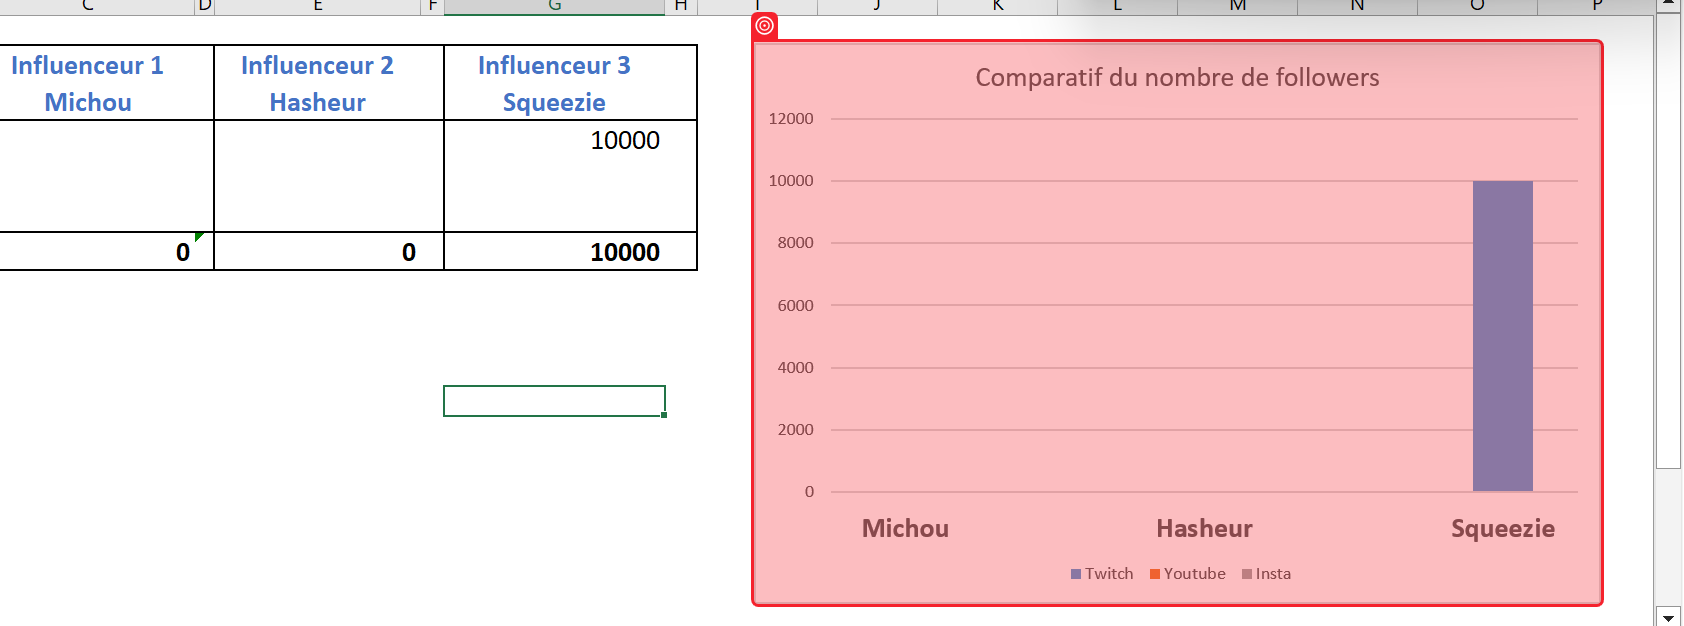 C D E F G H I J K L M N O P
Influenceur 1 Influenceur 2 Influenceur 3
Michou Hasheur Squeezie
10000
0 0 10000
Comparatif du nombre de followers
12000
10000
8000
6000
4000
2000
0
Michou Hasheur Squeezie
Twitch Youtube Insta